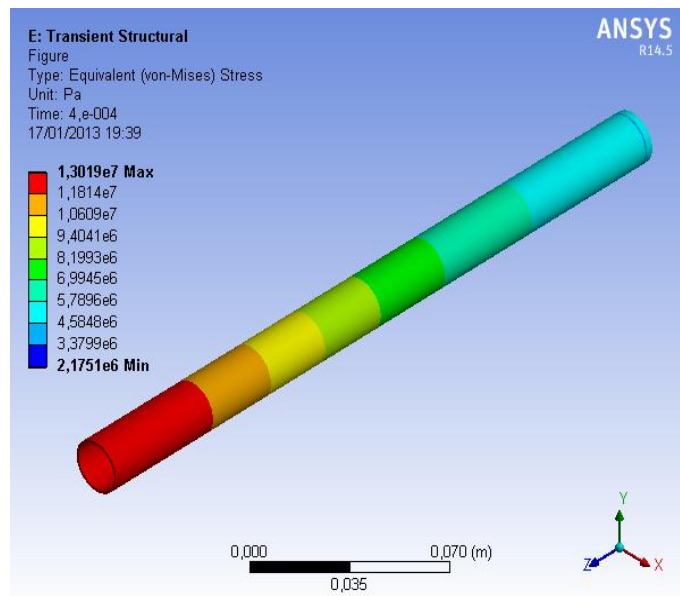 E: Transient Structural
Figure
Type: Equivalent (von-Mises) Stress
Unit: Pa
Time: 4,e-004
17/01/2013 19:39
ANSYS
R14.5
1,3019e7 Max
1,1814e7
1,0609e7
9,4041e6
8,1993e6
6,9945e6
5,7896e6
4,5848e6
3,3799e6
2,1751e6 Min
0,000
0,070 (m)
0,035
Y
Z
X